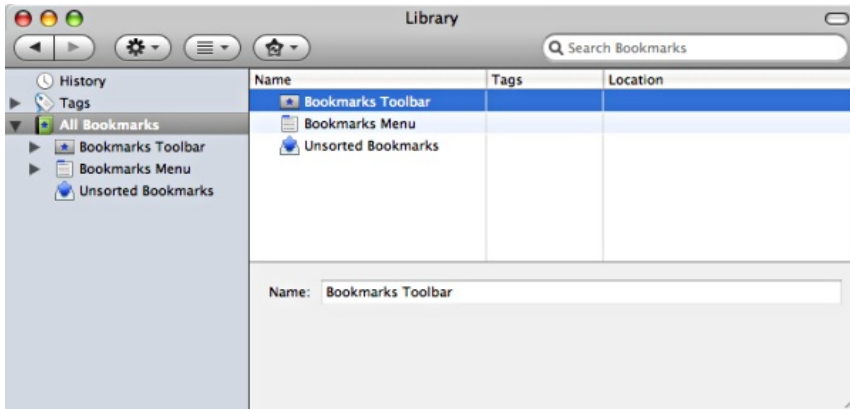 Library
Search Bookmarks
History
Tags
All Bookmarks
Bookmarks Toolbar
Bookmarks Menu
Unsorted Bookmarks
Name Tags Location
Bookmarks Toolbar
Bookmarks Menu
Unsorted Bookmarks
Name: Bookmarks Toolbar